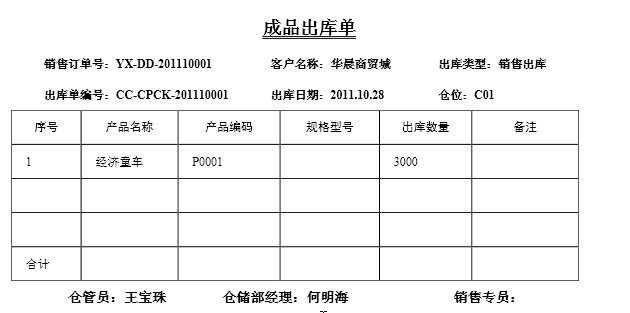 成品出库单
销售订单号：YX-DD-201110001 客户名称：华晨商贸城 出库类型：销售出库
出库单编号：CC-CPCK-201110001 出库日期：2011.10.28 仓位：C01
序号 产品名称 产品编码 规格型号 出库数量 备注
1 经济童车 P0001 3000
合计
仓管员：王宝珠 仓储部经理：何明海 销售专员：